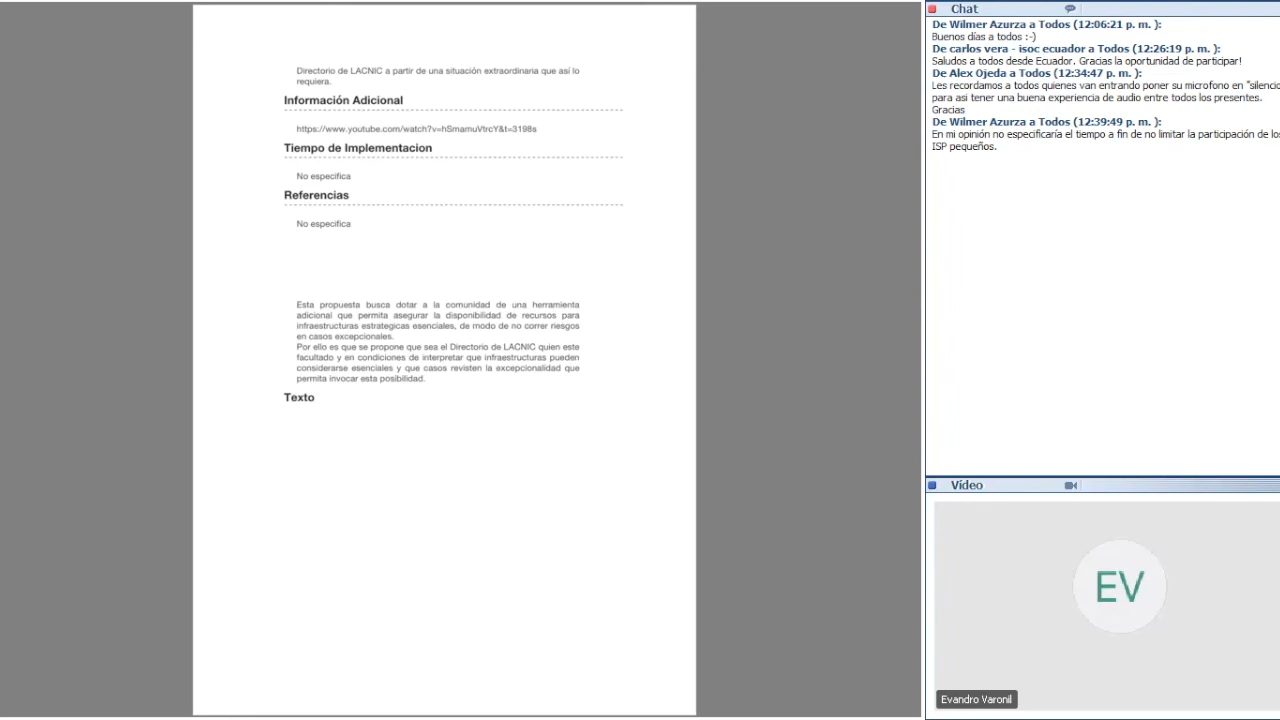 Directorio de LACNIC a partir de una situación extraordinaria que así lo
requiera.
Información Adicional
https://www.youtube.com/watch?v=hSmamuVtrcY&t=3198s
Tiempo de Implementacion
No especifica
Referencias
No especifica
Esta propuesta busca dotar a la comunidad de una herramienta
adicional que permita asegurar la disponibilidad de recursos para
infraestructuras estrategicas esenciales, de modo de no correr riesgos
en casos excepcionales.
Por ello es que se propone que sea el Directorio de LACNIC quien este
facultado y en condiciones de interpretar que infraestructuras pueden
considerarse esenciales y que casos revisten la excepcionalidad que
permita invocar esta posibilidad.
Texto
Chat
De Wilmer Azurza a Todos (12:06:21 p. m. ):
Buenos días a todos :-)
De carlos vera - isoc ecuador a Todos (12:26:19 p. m. ):
Saludos a todos desde Ecuador. Gracias la oportunidad de participar!
De Alex Ojeda a Todos (12:34:47 p. m. ):
Les recordamos a todos quienes van entrando poner su microfono en "silencio
para asi tener una buena experiencia de audio entre todos los presentes.
Gracias
De Wilmer Azurza a Todos (12:39:49 p. m. ):
En mi opinión no especificaría el tiempo a fin de no limitar la participación de los
ISP pequeños.
Vídeo
EV
Evandro Varonil